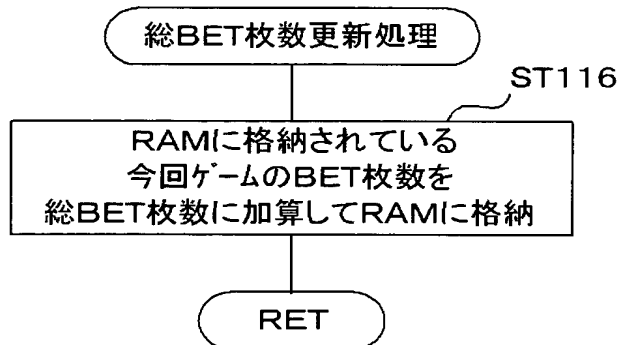 総BET枚数更新処理
ST116
RAMに格納されている
今回ゲームのBET枚数を
総BET枚数に加算してRAMに格納
RET